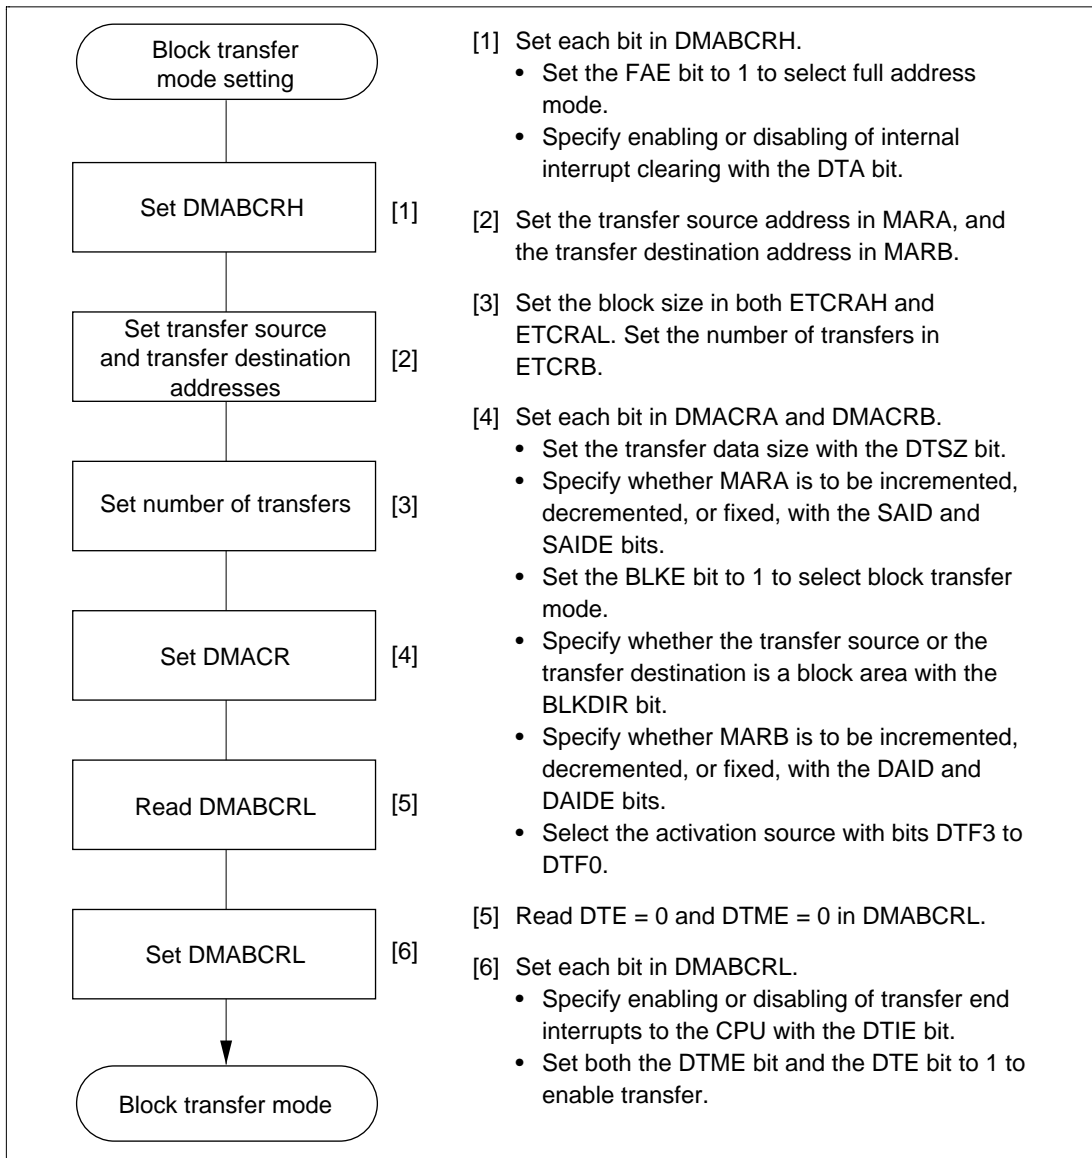 Block transfer
mode setting
Set DMABCRH
[1]
Set transfer source
and transfer destination
addresses
[2]
Set number of transfers
[3]
Set DMACR
[4]
Read DMABCRL
[5]
Set DMABCRL
[6]
Block transfer mode
[1] Set each bit in DMABCRH.
• Set the FAE bit to 1 to select full address
mode.
• Specify enabling or disabling of internal
interrupt clearing with the DTA bit.
[2] Set the transfer source address in MARA, and
the transfer destination address in MARB.
[3] Set the block size in both ETCRAH and
ETCRAL. Set the number of transfers in
ETCRB.
[4] Set each bit in DMACRA and DMACRB.
• Set the transfer data size with the DTSZ bit.
• Specify whether MARA is to be incremented,
decremented, or fixed, with the SAID and
SAIDE bits.
• Set the BLKE bit to 1 to select block transfer
mode.
• Specify whether the transfer source or the
transfer destination is a block area with the
BLKDIR bit.
• Specify whether MARB is to be incremented,
decremented, or fixed, with the DAID and
DAIDE bits.
• Select the activation source with bits DTF3 to
DTF0.
[5] Read DTE = 0 and DTME = 0 in DMABCRL.
[6] Set each bit in DMABCRL.
• Specify enabling or disabling of transfer end
interrupts to the CPU with the DTIE bit.
• Set both the DTME bit and the DTE bit to 1 to
enable transfer.